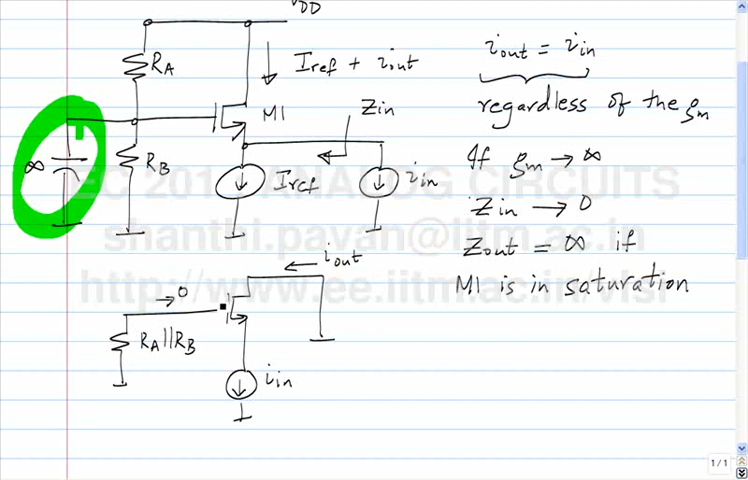 VDD
RA
Iref + iout
iout = iin
M1
Zin
regardless of the gm
∞
RB
Iref
iin
If gm → ∞
EC 201 ANALOG CIRCUITS
Zin → 0
shanthi.pavan@iitm.ac.in
Zout = ∞ if
iout
M1 is in saturation
http://www.ee.iitm.ac.in/vlsi
→ 0
RA||RB
iin
1/1